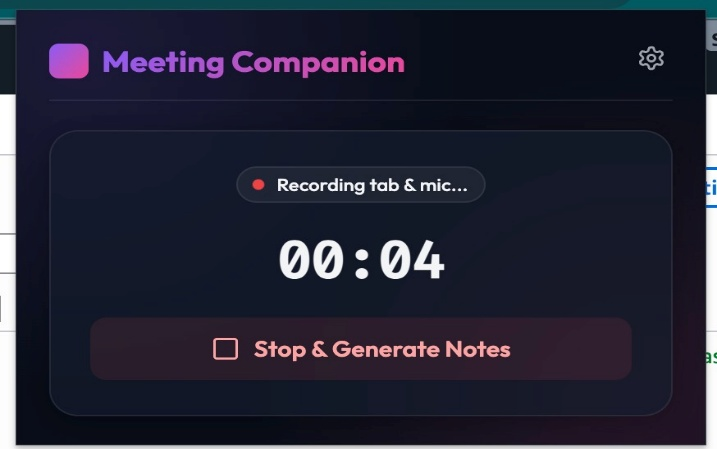 Meeting Companion
Recording tab & mic...
00:04
Stop & Generate Notes